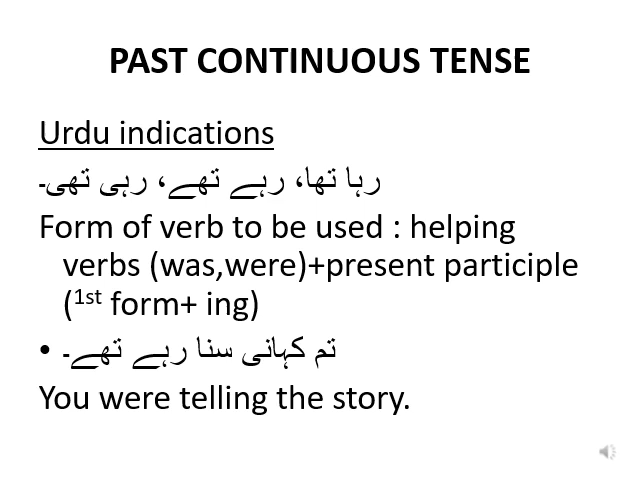 PAST CONTINUOUS TENSE
Urdu indications
رہا تھا، رہے تھے، رہی تھی۔
Form of verb to be used : helping
verbs (was,were)+present participle
(1st form+ ing)
• تم کہانی سنا رہے تھے۔
You were telling the story.